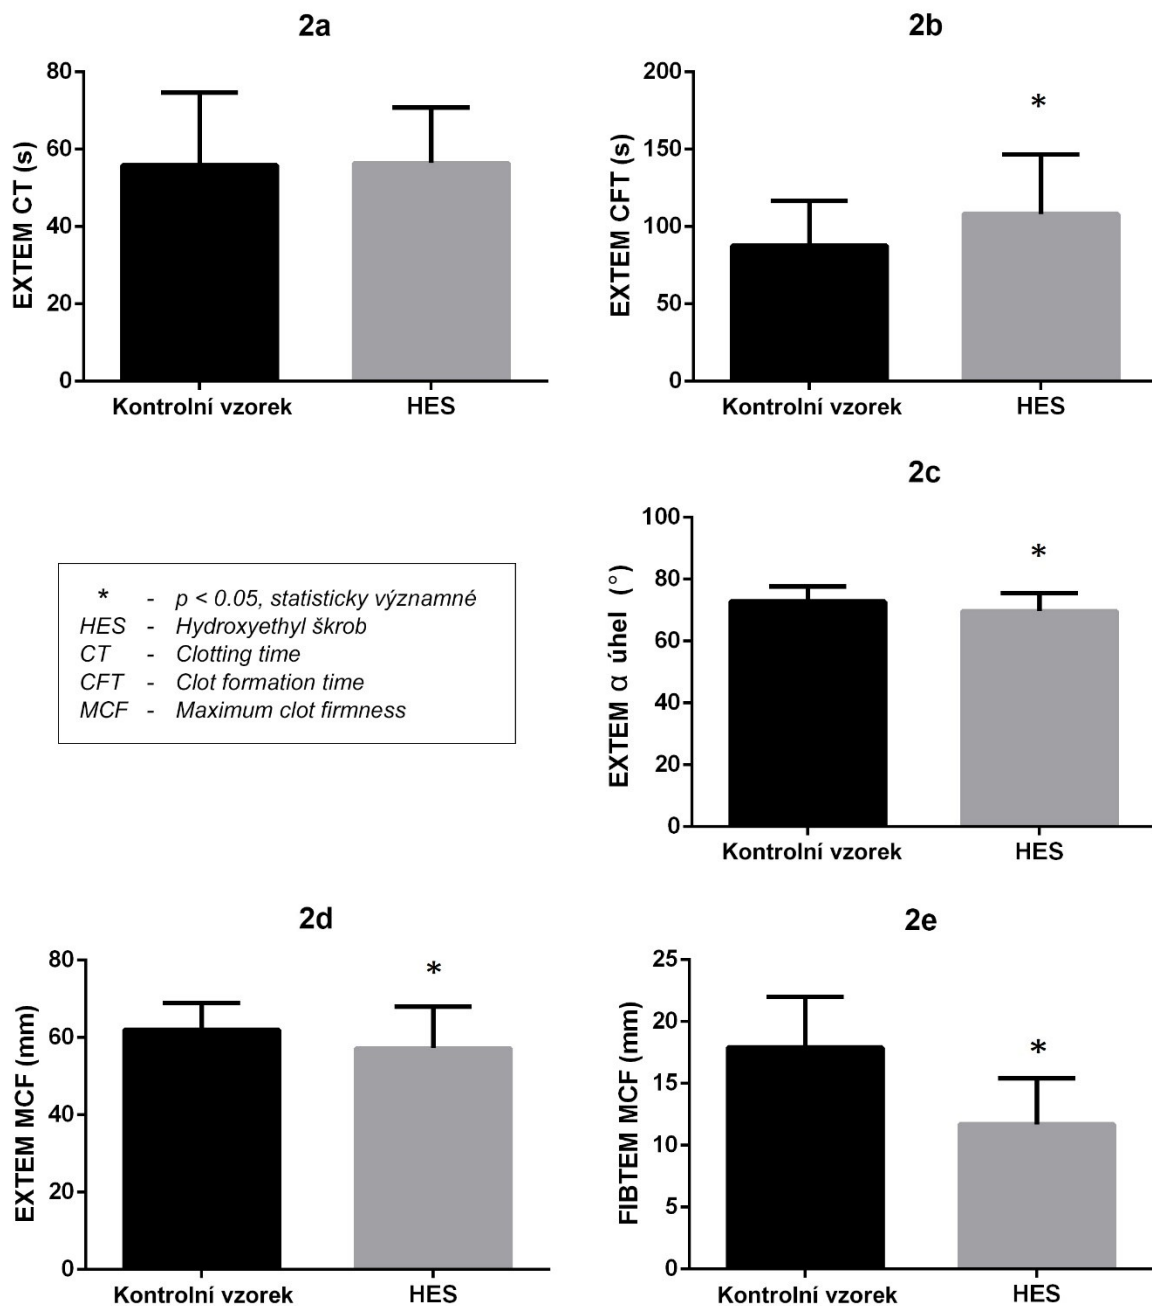 2a
EXTEM CT (s)
80
60
40
20
0
Kontrolní vzorek HES
2b
EXTEM CFT (s)
200
150
100
50
0
*
Kontrolní vzorek HES
* - p < 0.05, statisticky významné
HES - Hydroxyethyl škrob
CT - Clotting time
CFT - Clot formation time
MCF - Maximum clot firmness
2c
EXTEM α úhel (°)
100
80
60
40
20
0
*
Kontrolní vzorek HES
2d
EXTEM MCF (mm)
80
60
40
20
0
*
Kontrolní vzorek HES
2e
FIBTEM MCF (mm)
25
20
15
10
5
0
*
Kontrolní vzorek HES